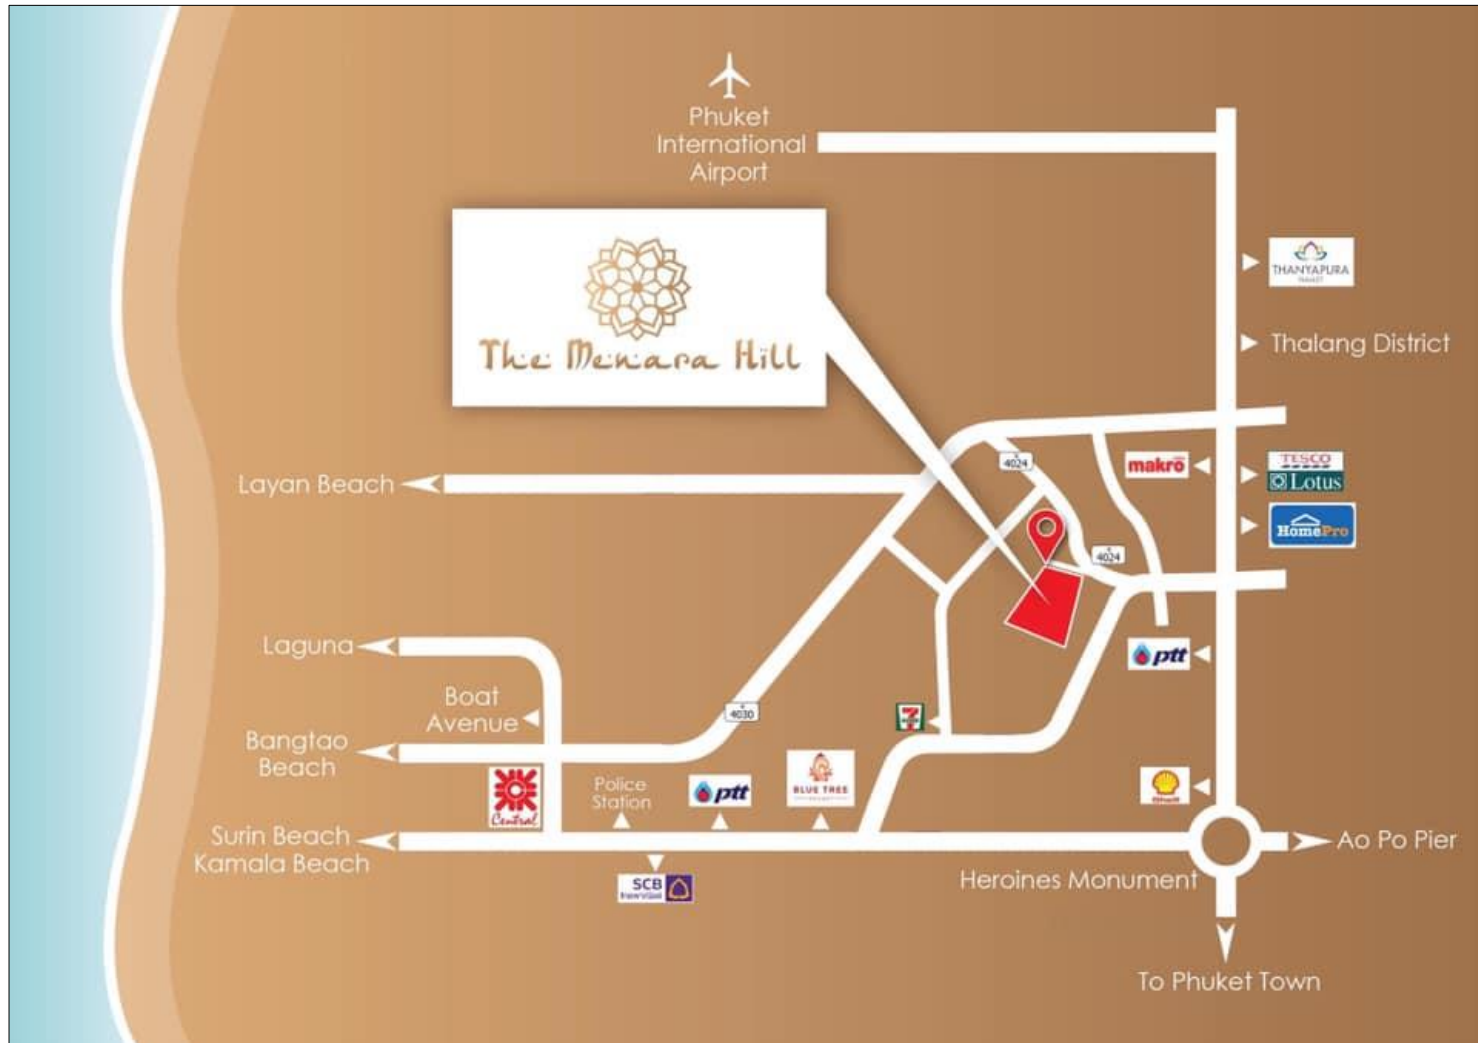 Phuket
International
Airport
The Menara Hill
THANYAPURA
PHUKET
Thalang District
4024
makro
TESCO
Lotus
Layan Beach
HomePro
4024
Laguna
ptt
Boat
Avenue
4030
7
Bangtao
Beach
Police
Station
ptt
BLUE TREE
Central
Surin Beach
Kamala Beach
Ao Po Pier
SCB
Heroines Monument
To Phuket Town